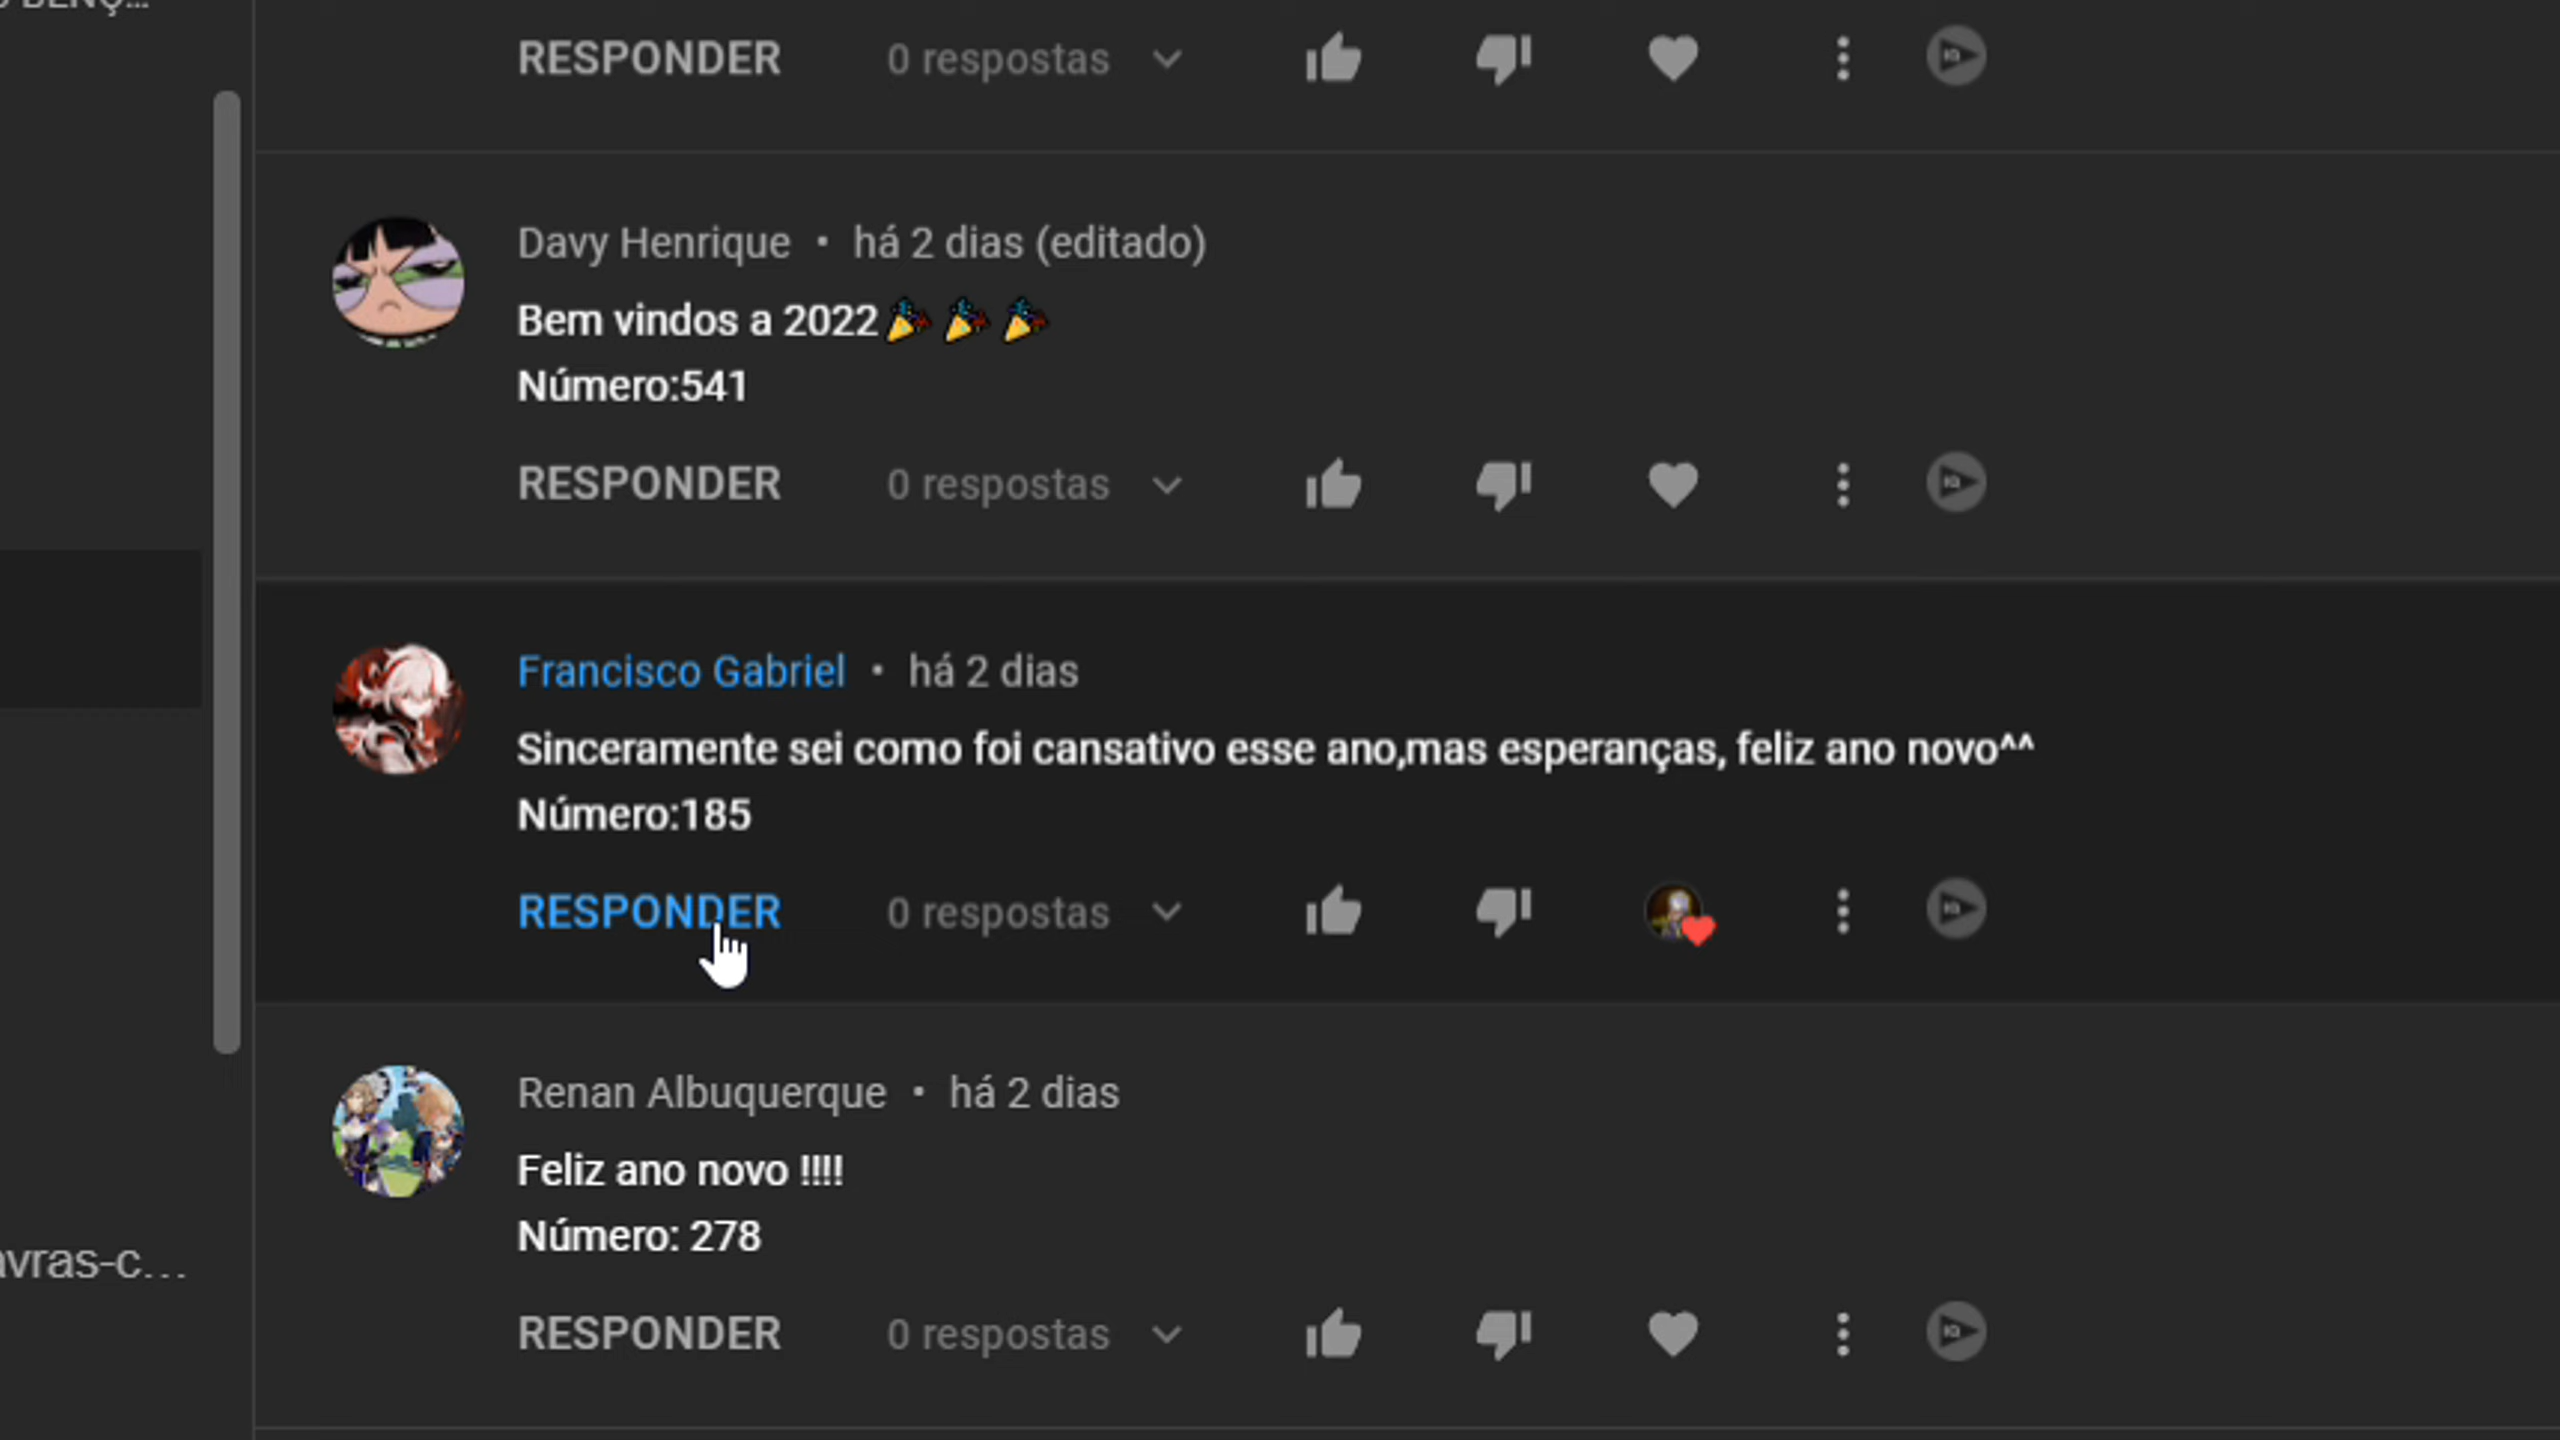 RESPONDER 0 respostas
Davy Henrique • há 2 dias (editado)
Bem vindos a 2022🎉🎉🎉
Número:541
RESPONDER 0 respostas
Francisco Gabriel • há 2 dias
Sinceramente sei como foi cansativo esse ano,mas esperanças, feliz ano novo^^
Número:185
RESPONDER 0 respostas
Renan Albuquerque • há 2 dias
Feliz ano novo !!!!
Número: 278
avras-c...
RESPONDER 0 respostas